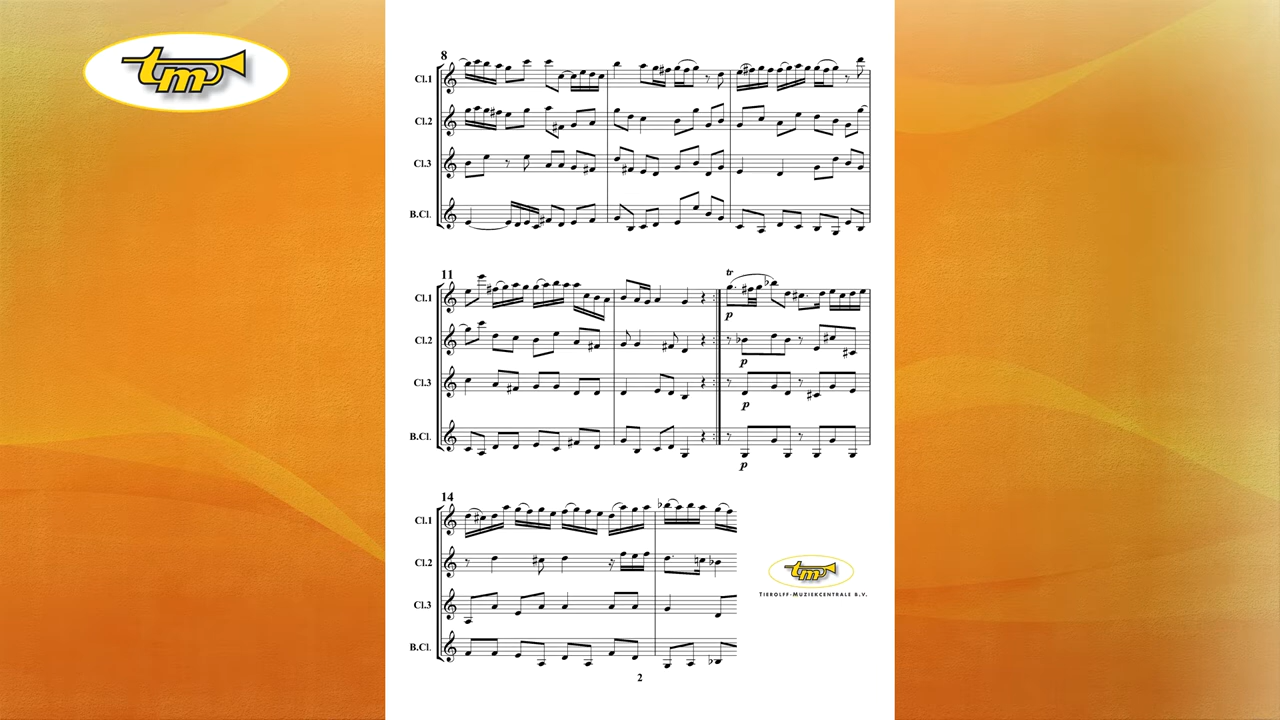 tm
8
Cl.1
Cl.2
Cl.3
B.Cl.
11
Cl.1
tr
p
Cl.2
p
Cl.3
p
B.Cl.
p
14
Cl.1
Cl.2
tm
TIEROLFF-MUZIEKCENTRALE B.V.
Cl.3
B.Cl.
2